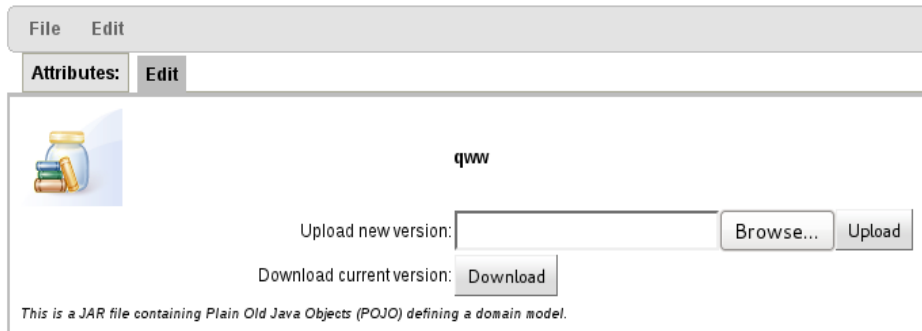 File Edit
Attributes: Edit
qww
Upload new version: Browse... Upload
Download current version: Download
This is a JAR file containing Plain Old Java Objects (POJO) defining a domain model.